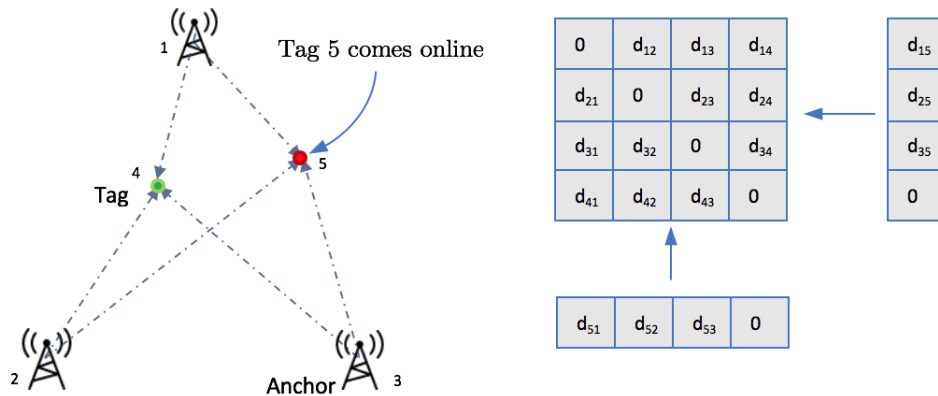 1
Tag 5 comes online
4
5
Tag
2
Anchor
3
0 d₁₂ d₁₃ d₁₄
d₂₁ 0 d₂₃ d₂₄
d₃₁ d₃₂ 0 d₃₄
d₄₁ d₄₂ d₄₃ 0
d₁₅
d₂₅
d₃₅
0
d₅₁ d₅₂ d₅₃ 0